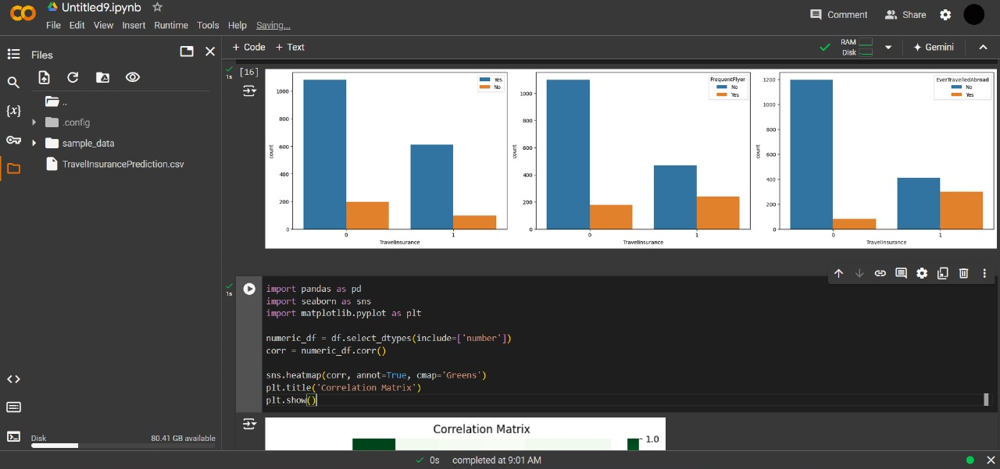 Untitled9.ipynb
File Edit View Insert Runtime Tools Help Saving...
Comment Share
Files
+ Code + Text
RAM
Disk
Gemini
..
.config
sample_data
TravelInsurancePrediction.csv
{x}
<>
Disk 80.41 GB available
1s
[16]
Yes
No
1000
800
600
400
200
0
count
0 1
TravelInsurance
FrequentFlyer
No
Yes
1000
800
600
400
200
0
count
0 1
TravelInsurance
EverTravelledAbroad
No
Yes
1200
1000
800
600
400
200
0
count
0 1
TravelInsurance
1s
import pandas as pd
import seaborn as sns
import matplotlib.pyplot as plt
numeric_df = df.select_dtypes(include=['number'])
corr = numeric_df.corr()
sns.heatmap(corr, annot=True, cmap='Greens')
plt.title('Correlation Matrix')
plt.show()
Correlation Matrix
1.0
0s completed at 9:01 AM